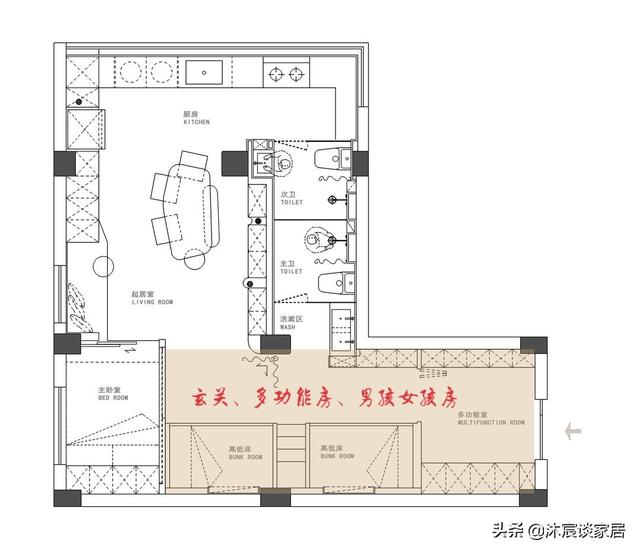 厨房
KITCHEN
次卫
TOILET
主卫
TOILET
起居室
LIVING ROOM
洗漱区
WASH
主卧室
BED ROOM
玄关、多功能房、男孩女孩房
多功能室
MULTIFUNCTION ROOM
高低床
BUNK ROOM
高低床
BUNK ROOM
头条 @沐宸谈家居